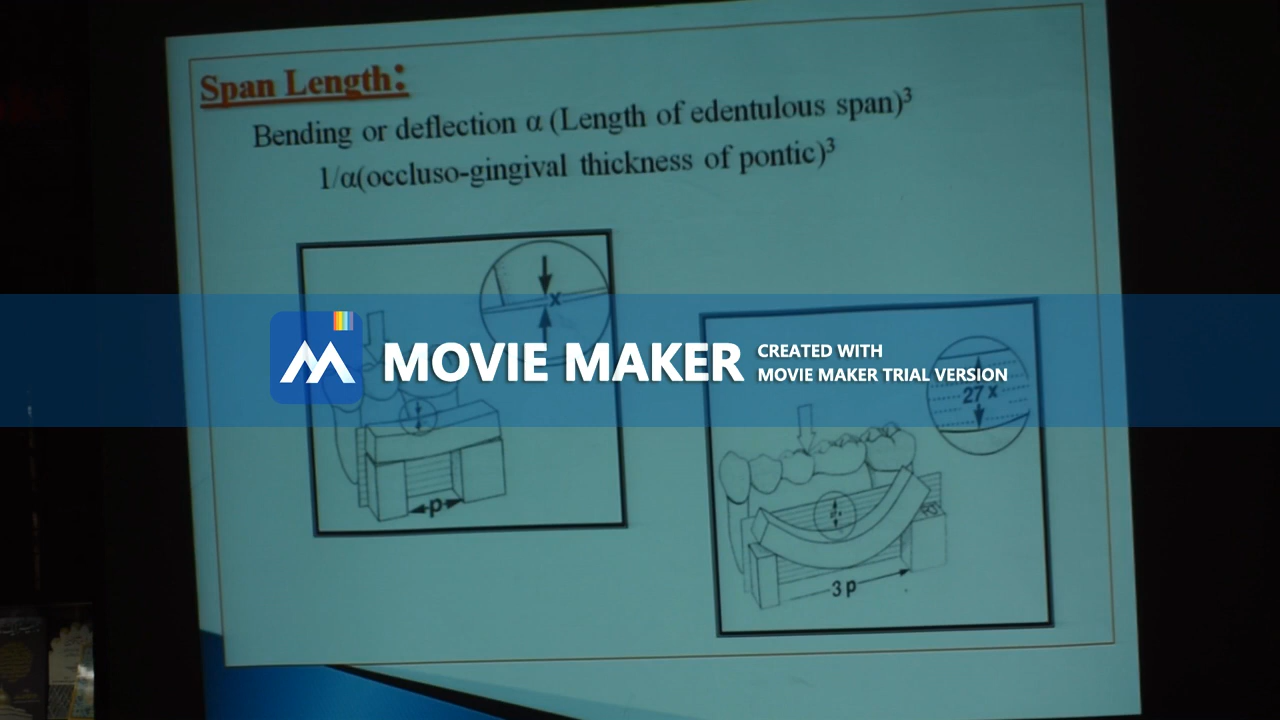 Span Length:
Bending or deflection α (Length of edentulous span)³
1/α(occluso-gingival thickness of pontic)³
x
MOVIE MAKER
CREATED WITH
MOVIE MAKER TRIAL VERSION
27 x
p
3 p